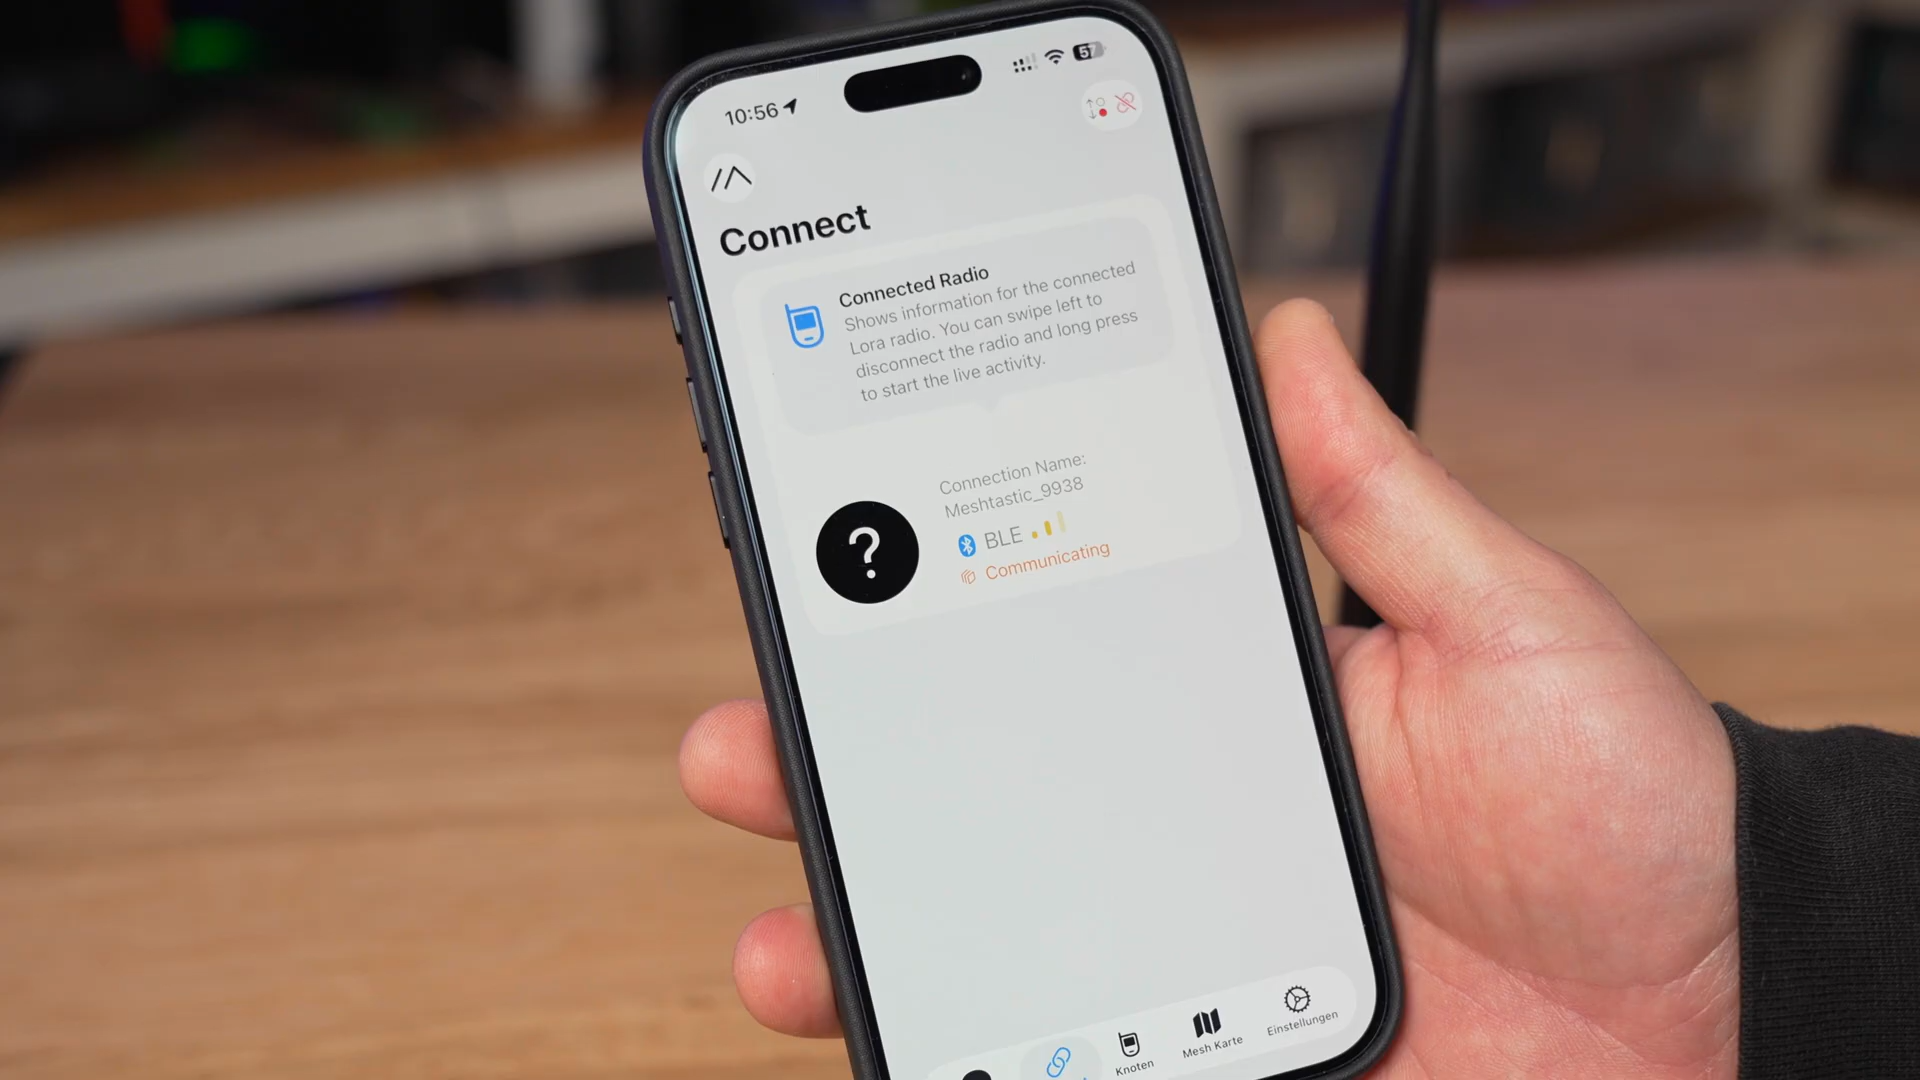 10:56
57
Connect
Connected Radio
Shows information for the connected
Lora radio. You can swipe left to
disconnect the radio and long press
to start the live activity.
Connection Name:
Meshtastic_9938
?
BLE
Communicating
Knoten
Mesh Karte
Einstellungen